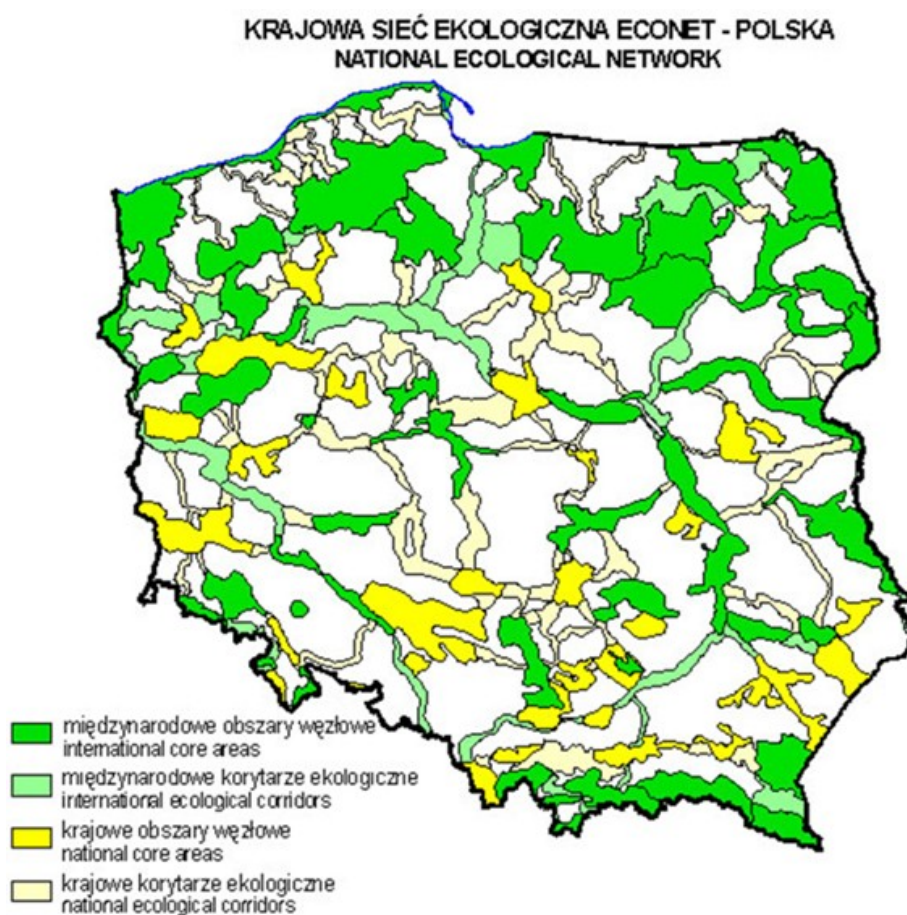 KRAJOWA SIEĆ EKOLOGICZNA ECONET - POLSKA
NATIONAL ECOLOGICAL NETWORK
międzynarodowe obszary węzłowe
international core areas
międzynarodowe korytarze ekologiczne
international ecological corridors
krajowe obszary węzłowe
national core areas
krajowe korytarze ekologiczne
national ecological corridors